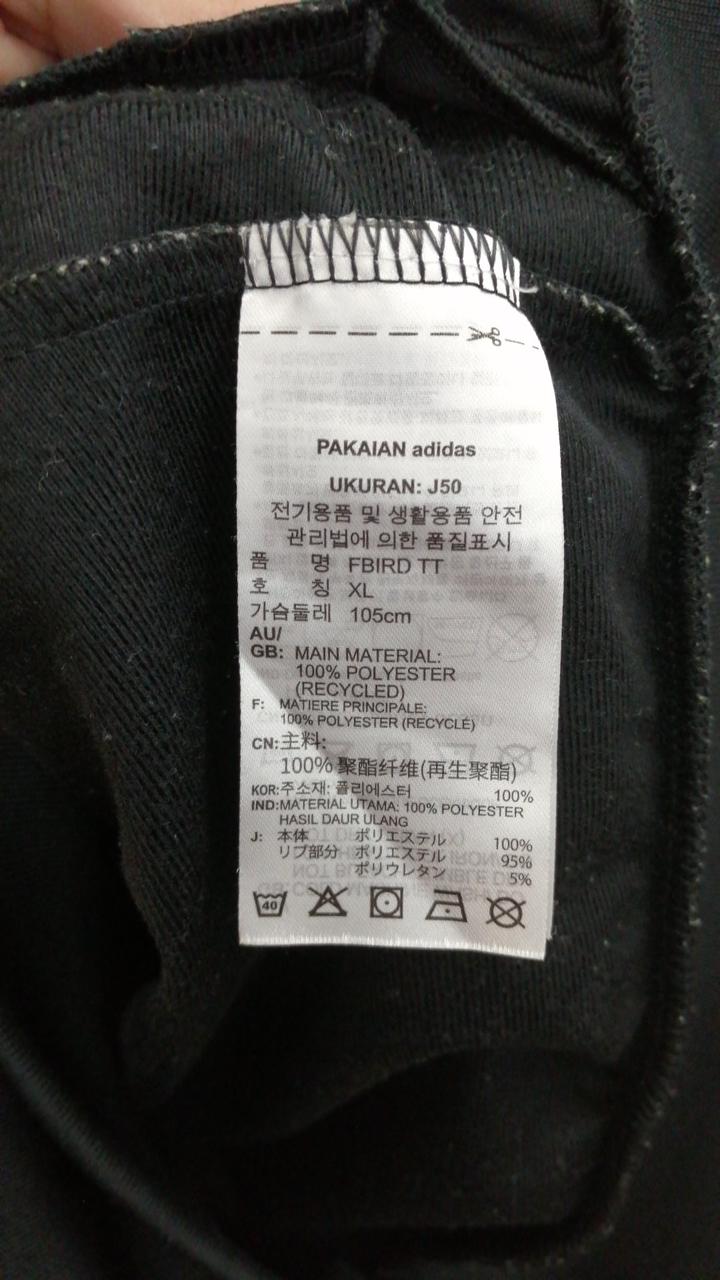 PAKAIAN adidas
UKURAN: J50
전기용품 및 생활용품 안전
관리법에 의한 품질표시
품 명 FBIRD TT
호 칭 XL
가슴둘레 105cm
AU/
GB: MAIN MATERIAL:
100% POLYESTER
(RECYCLED)
F: MATIERE PRINCIPALE:
100% POLYESTER (RECYCLÉ)
CN:主料:
100% 聚酯纤维(再生聚酯)
KOR:주소재: 폴리에스터 100%
IND:MATERIAL UTAMA: 100% POLYESTER
HASIL DAUR ULANG
J: 本体 ポリエステル 100%
リブ部分 ポリエステル 95%
ポリウレタン 5%
40